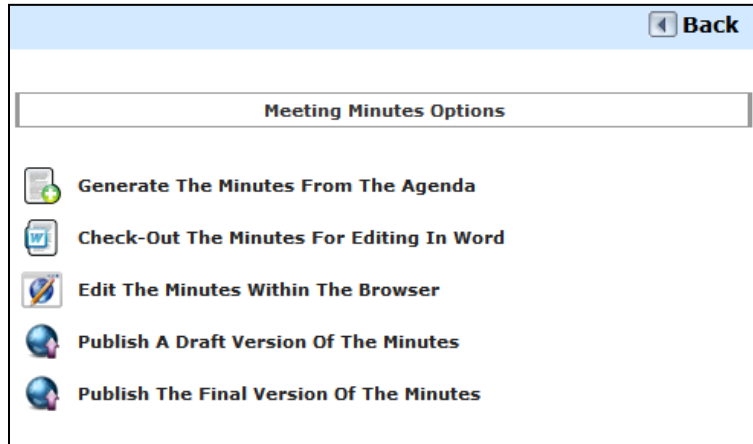 Back
Meeting Minutes Options
Generate The Minutes From The Agenda
Check-Out The Minutes For Editing In Word
Edit The Minutes Within The Browser
Publish A Draft Version Of The Minutes
Publish The Final Version Of The Minutes